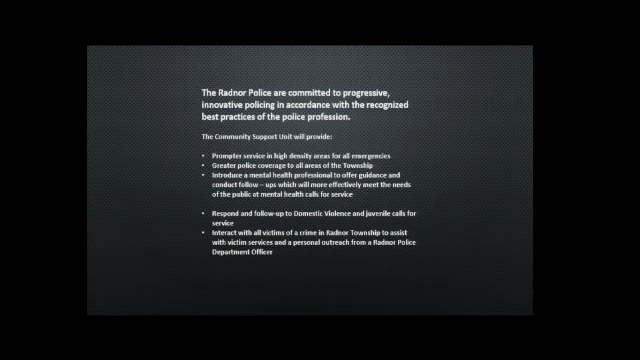 The Radnor Police are committed to progressive,
innovative policing in accordance with the recognized
best practices of the police profession.
The Community Support Unit will provide:
• Prompter service in high density areas for all emergencies
• Greater police coverage to all areas of the Township
• Introduce a mental health professional to offer guidance and
conduct follow – ups which will more effectively meet the needs
of the public at mental health calls for service
• Respond and follow-up to Domestic Violence and juvenile calls for
service
• Interact with all victims of a crime in Radnor Township to assist
with victim services and a personal outreach from a Radnor Police
Department Officer